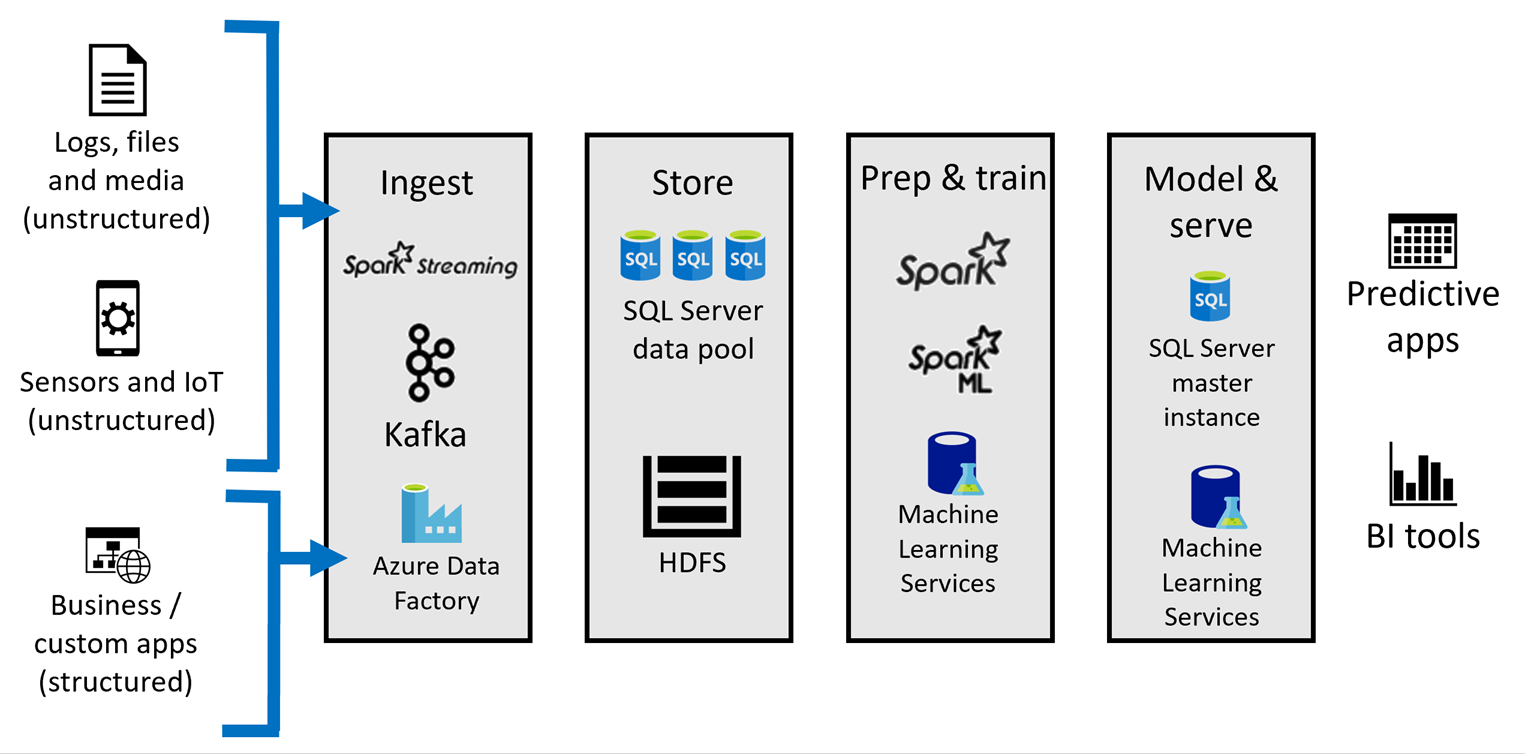 Logs, files
and media
(unstructured)
Sensors and IoT
(unstructured)
Business /
custom apps
(structured)
Ingest
Spark Streaming
Kafka
Azure Data
Factory
Store
SQL SQL SQL
SQL Server
data pool
HDFS
Prep & train
Spark
Spark
ML
Machine
Learning
Services
Model &
serve
SQL
SQL Server
master
instance
Machine
Learning
Services
Predictive
apps
BI tools